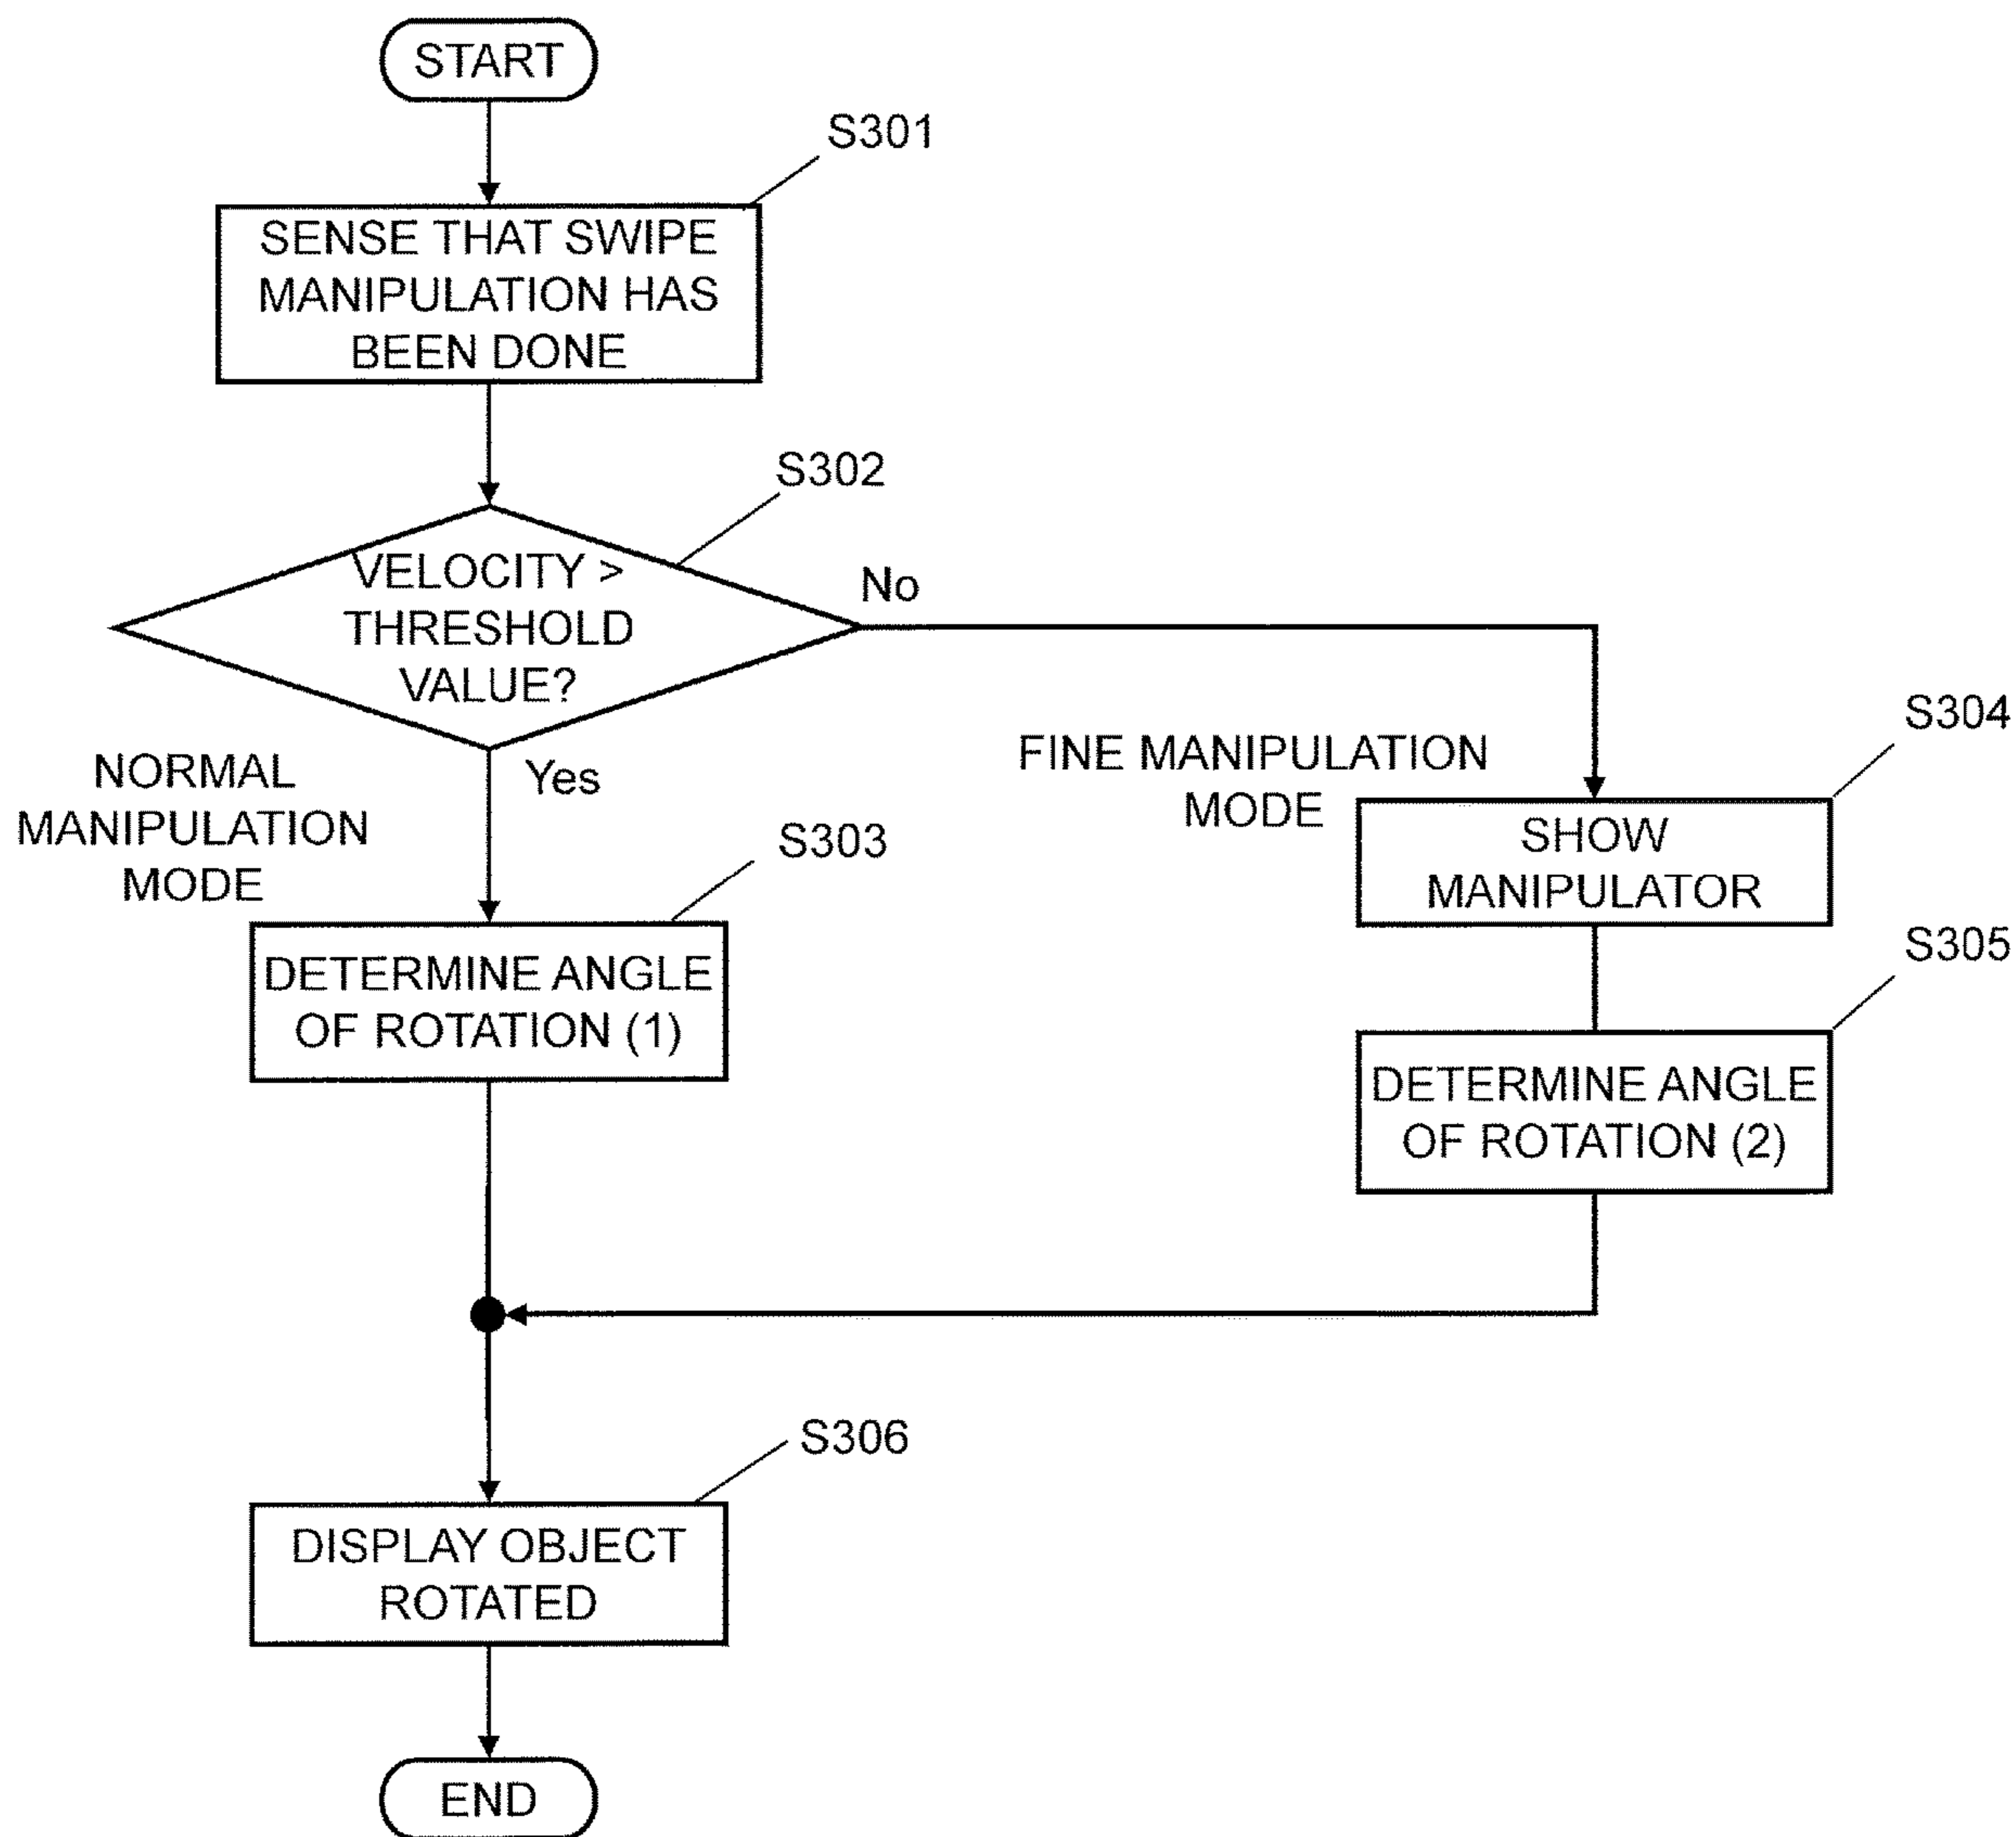 START
S301
SENSE THAT SWIPE
MANIPULATION HAS
BEEN DONE
S302
VELOCITY >
THRESHOLD
VALUE?
No
Yes
NORMAL
MANIPULATION
MODE
FINE MANIPULATION
MODE
S304
SHOW
MANIPULATOR
S303
DETERMINE ANGLE
OF ROTATION (1)
S305
DETERMINE ANGLE
OF ROTATION (2)
S306
DISPLAY OBJECT
ROTATED
END